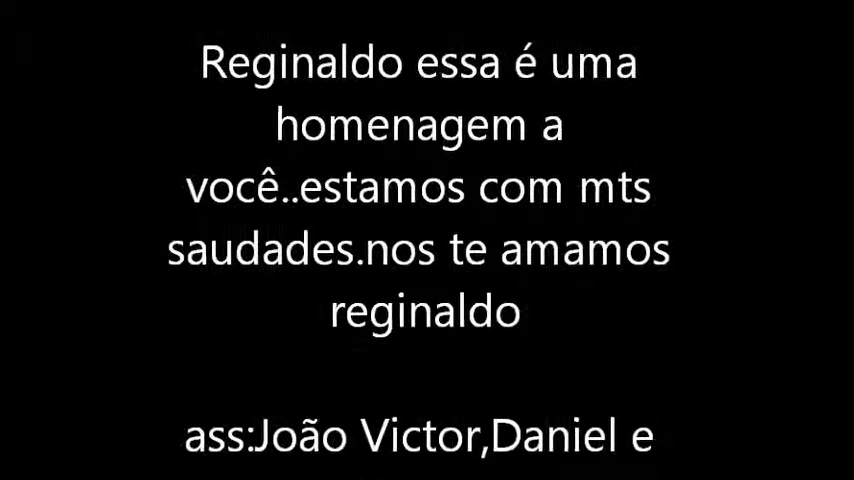 Reginaldo essa é uma
homenagem a
você..estamos com mts
saudades.nos te amamos
reginaldo
ass:João Victor,Daniel e